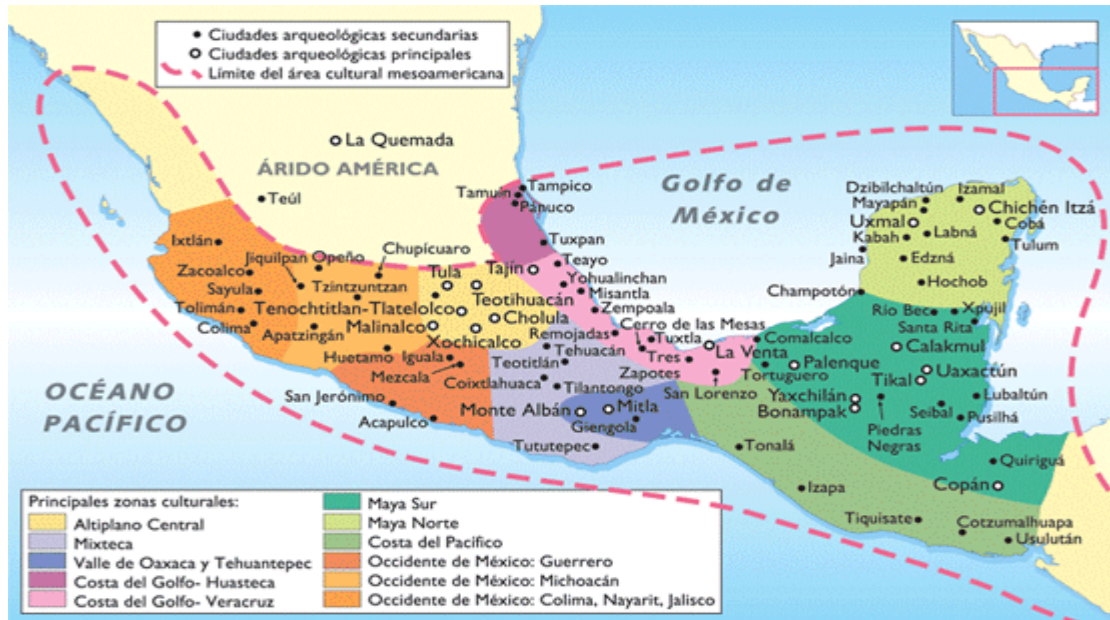 Ciudades arqueológicas secundarias
Ciudades arqueológicas principales
Límite del área cultural mesoamericana
La Quemada
ÁRIDO AMÉRICA
Teúl
Tamuín
Tampico
Pánuco
Golfo de
México
Dzibilchaltún
Izamal
Mayapán
Chichén Itzá
Uxmal
Cobá
Kabah
Labná
Tulum
Jaina
Edzná
Hochob
Champotón
Ixtlán
Jiquilpan
Opeño
Chupícuaro
Tuxpan
Zacoalco
Tzintzuntzan
Tula
Tajín
Teayo
Sayula
Yohualinchan
Tolimán
Tenochtitlan-Tlatelolco
Teotihuacán
Misantla
Colima
Malinalco
Cholula
Zempoala
Apatzingán
Xochicalco
Remojadas
Cerro de las Mesas
Río Bec
Xpujil
Santa Rita
Huetamo
Iguala
Tehuacán
Tuxtla
Comalcalco
Calakmul
Mezcala
Teotitlán
Tres
Zapotes
La Venta
Palenque
Uaxactún
Coixtlahuaca
Tilantongo
San Lorenzo
Tortuguero
Tikal
OCÉANO
PACÍFICO
San Jerónimo
Monte Albán
Mitla
Yaxchilán
Lubaltún
Acapulco
Giengola
Bonampak
Seibal
Pusilhá
Piedras
Negras
Tututepec
Tonalá
Quiriguá
Izapa
Copán
Tiquisate
Cotzumalhuapa
Usulután
Principales zonas culturales:
Altiplano Central
Mixteca
Valle de Oaxaca y Tehuantepec
Costa del Golfo- Huasteca
Costa del Golfo- Veracruz
Maya Sur
Maya Norte
Costa del Pacífico
Occidente de México: Guerrero
Occidente de México: Michoacán
Occidente de México: Colima, Nayarit, Jalisco